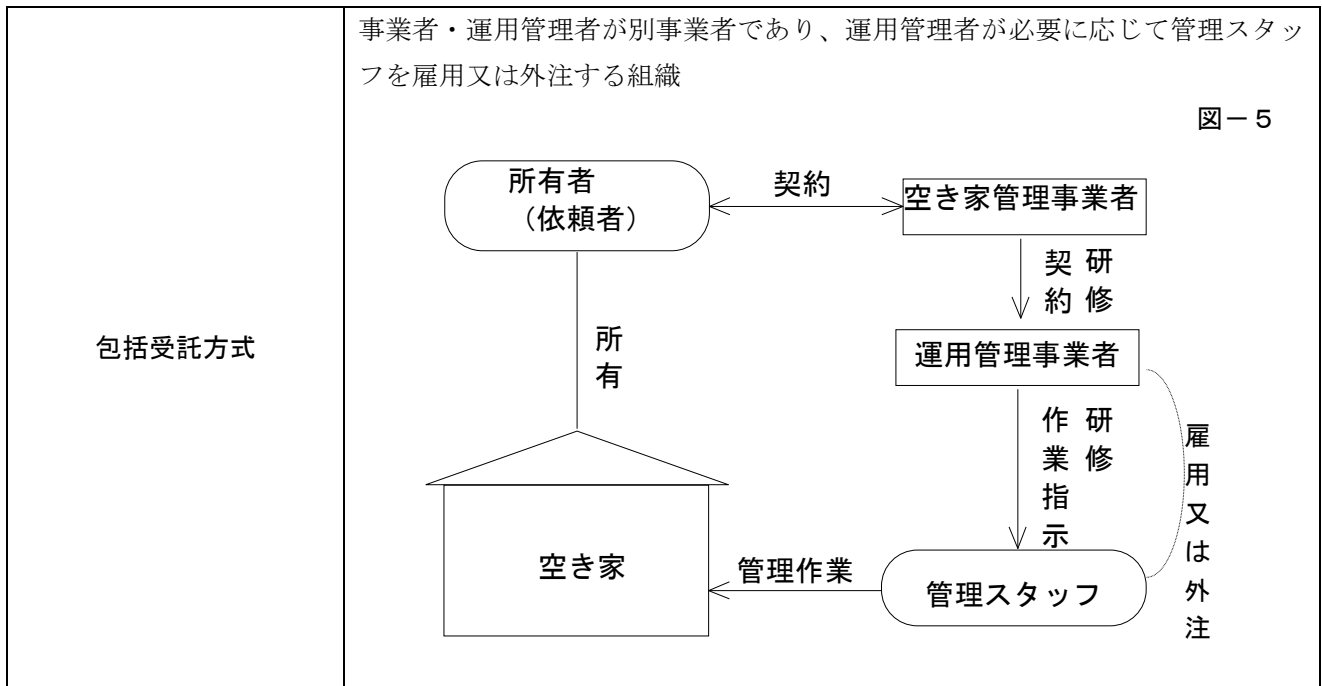 包括受託方式
事業者・運用管理者が別事業者であり、運用管理者が必要に応じて管理スタッ
フを雇用又は外注する組織
図－５
所有者
（依頼者）
契約
空き家管理事業者
契約
研修
運用管理事業者
所有
作業指示
研修
雇用又は外注
空き家
管理作業
管理スタッフ